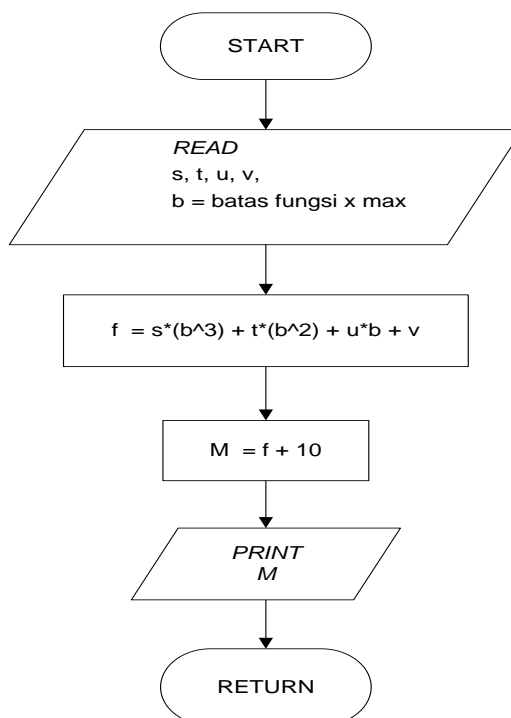 START
READ
s, t, u, v,
b = batas fungsi x max
f = s*(b^3) + t*(b^2) + u*b + v
M = f + 10
PRINT
M
RETURN